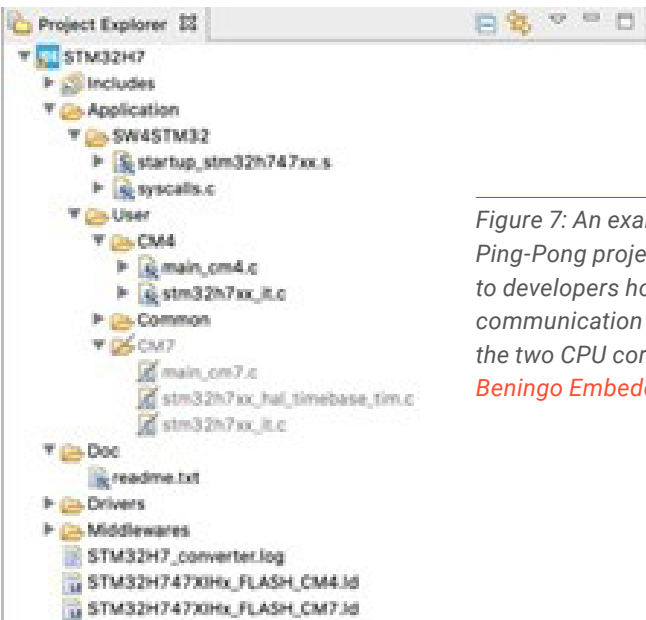 Project Explorer
STM32H7
Includes
Application
SW4STM32
startup_stm32h747xx.s
syscalls.c
User
CM4
main_cm4.c
stm32h7xx_it.c
Common
CM7
main_cm7.c
stm32h7xx_hal_timebase_tim.c
stm32h7xx_it.c
Doc
readme.txt
Drivers
Middlewares
STM32H7_converter.log
STM32H747XIHx_FLASH_CM4.ld
STM32H747XIHx_FLASH_CM7.ld
Figure 7: An exa
Ping-Pong proje
to developers ho
communication
the two CPU cor
Beningo Embed